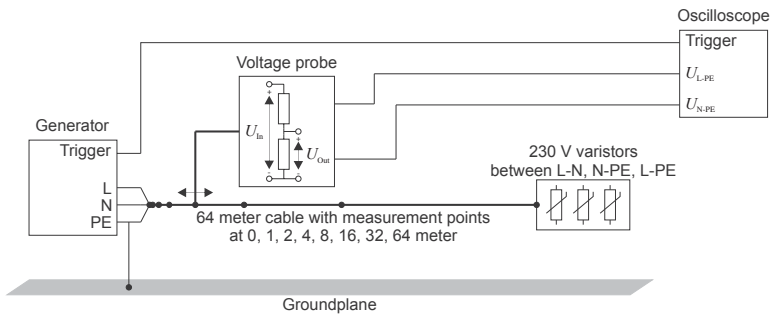 Oscilloscope
Trigger
U_L-PE
U_N-PE
Voltage probe
+
U_In
+
U_Out
-
-
Generator
Trigger
L
N
PE
230 V varistors
between L-N, N-PE, L-PE
64 meter cable with measurement points
at 0, 1, 2, 4, 8, 16, 32, 64 meter
Groundplane